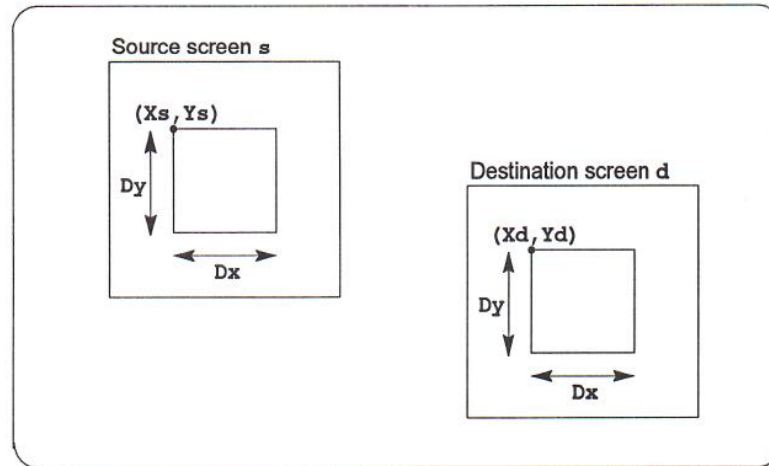 Source screen s
(Xs,Ys)
Dy
Dx
Destination screen d
(Xd,Yd)
Dy
Dx